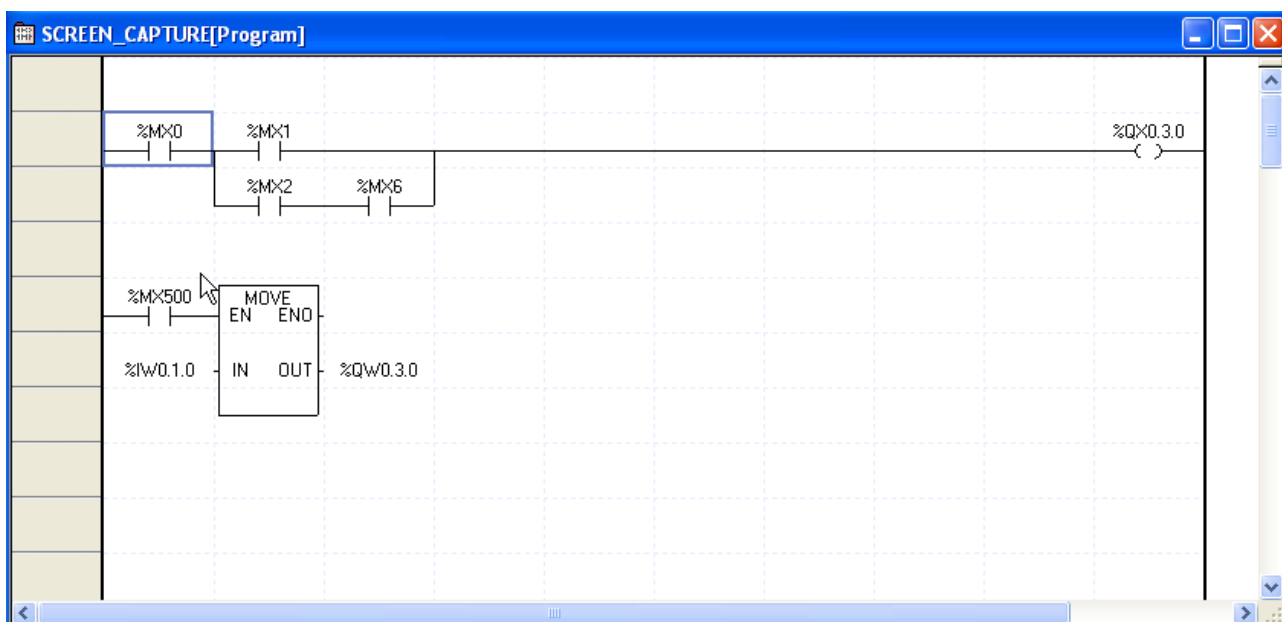 SCREEN_CAPTURE[Program]
%MX0 %MX1 %QX0.3.0
%MX2 %MX6
%MX500 MOVE
EN ENO
%IW0.1.0 IN OUT %QW0.3.0